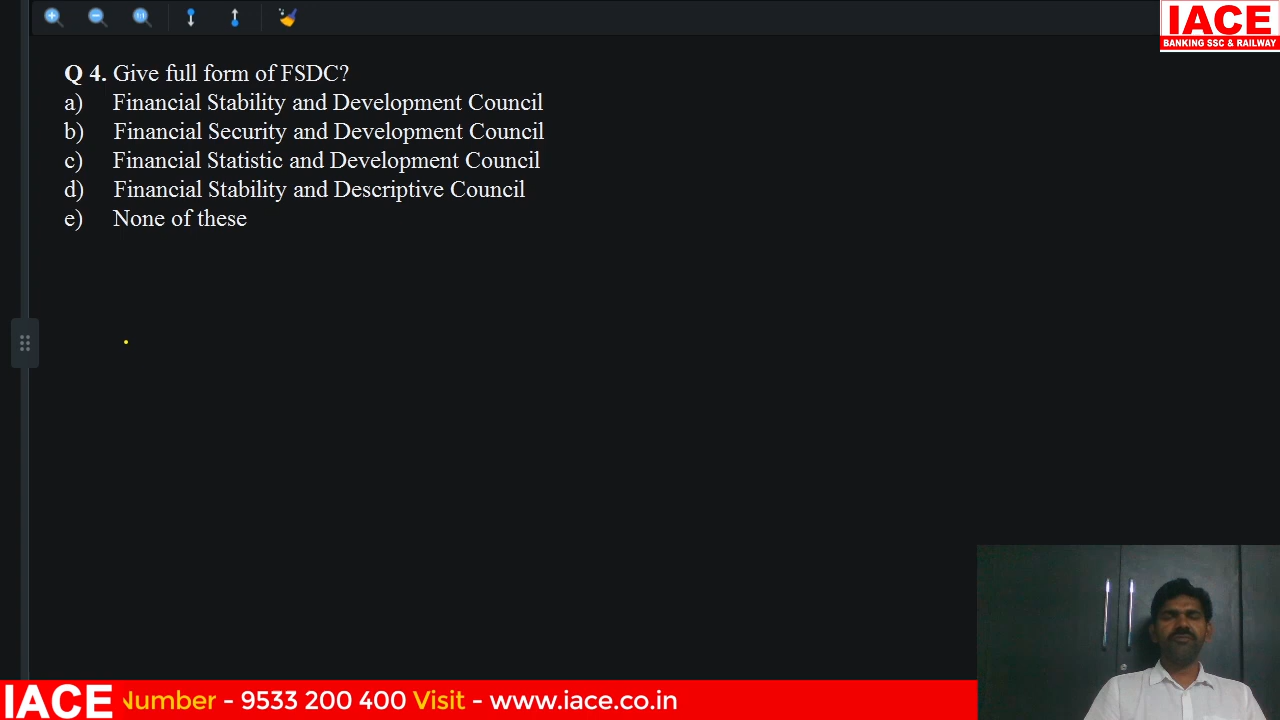 IACE
BANKING SSC & RAILWAY
Q 4. Give full form of FSDC?
a) Financial Stability and Development Council
b) Financial Security and Development Council
c) Financial Statistic and Development Council
d) Financial Stability and Descriptive Council
e) None of these
IACE Number - 9533 200 400 Visit - www.iace.co.in